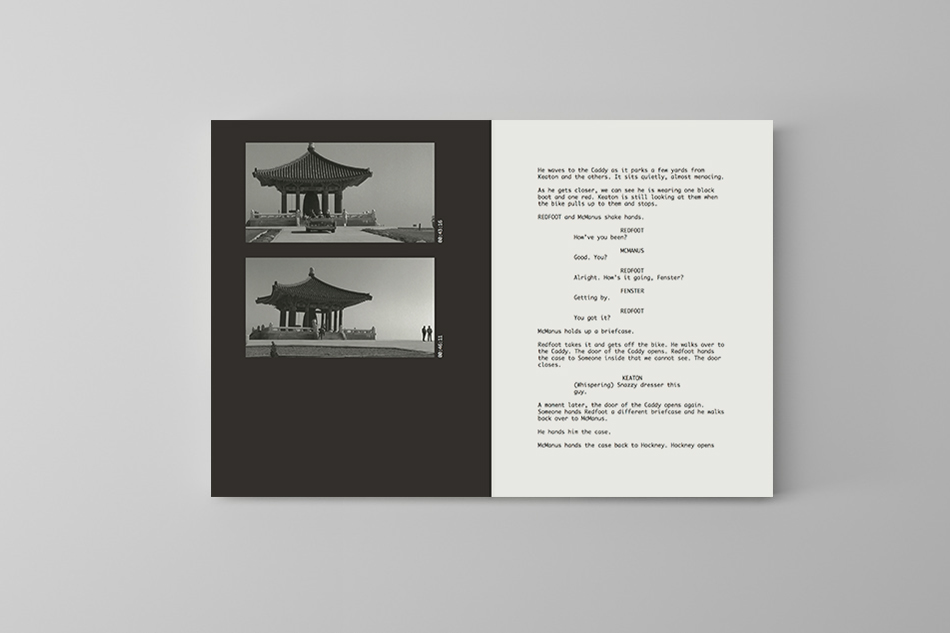 00:43:16
00:46:11
He waves to the Caddy as it parks a few yards from
Keaton and the others. It sits quietly, almost menacing.
As he gets closer, we can see he is wearing one black
boot and one red. Keaton is still looking at them when
the bike pulls up to them and stops.
REDFOOT and McManus shake hands.
REDFOOT
How've you been?
MCMANUS
Good. You?
REDFOOT
Alright. How's it going, Fenster?
FENSTER
Getting by.
REDFOOT
You got it?
McManus holds up a briefcase.
Redfoot takes it and gets off the bike. He walks over to
the Caddy. The door of the Caddy opens. Redfoot hands
the case to Someone inside that we cannot see. The door
closes.
KEATON
(Whispering) Snazzy dresser this
guy.
A moment later, the door of the Caddy opens again.
Someone hands Redfoot a different briefcase and he walks
back over to McManus.
He hands him the case.
McManus hands the case back to Hockney. Hockney opens